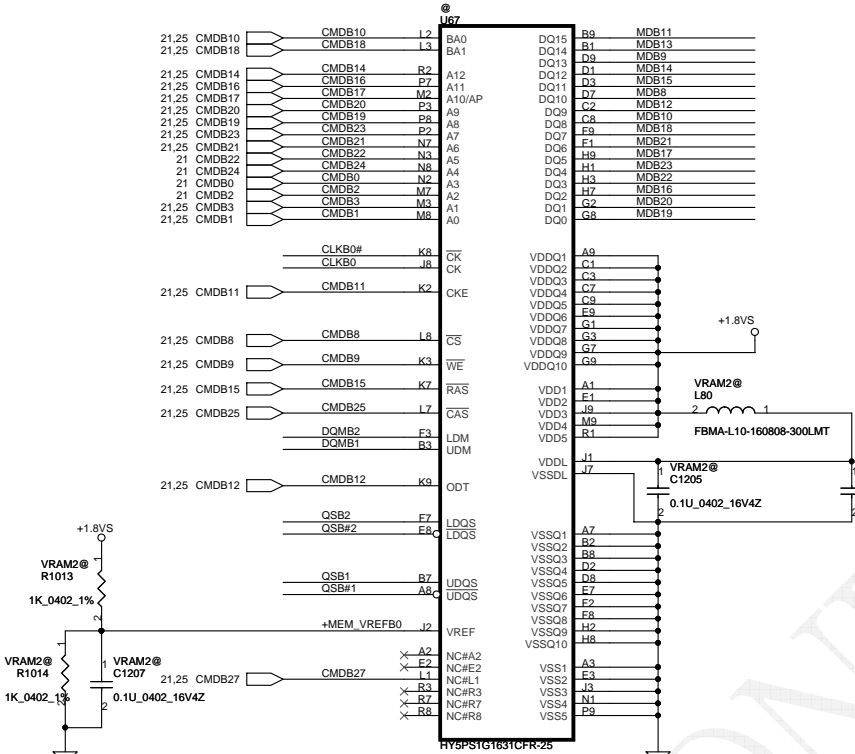 @
U67
21,25 CMDB10 CMDB10 L2 BA0 DQ15 B9 MDB11
21,25 CMDB18 CMDB18 L3 BA1 DQ14 B1 MDB13
DQ13 D9 MDB9
21,25 CMDB14 CMDB14 R2 A12 DQ12 D1 MDB14
21,25 CMDB16 CMDB16 P7 A11 DQ11 D3 MDB15
21,25 CMDB17 CMDB17 M2 A10/AP DQ10 D7 MDB8
21,25 CMDB20 CMDB20 P3 A9 DQ9 C2 MDB12
21,25 CMDB19 CMDB19 P8 A8 DQ8 C8 MDB10
21,25 CMDB23 CMDB23 P2 A7 DQ7 F9 MDB18
21,25 CMDB21 CMDB21 N7 A6 DQ6 F1 MDB21
21 CMDB22 CMDB22 N3 A5 DQ5 H9 MDB17
21 CMDB24 CMDB24 N8 A4 DQ4 H1 MDB23
21 CMDB0 CMDB0 N2 A3 DQ3 H3 MDB22
21 CMDB2 CMDB2 M7 A2 DQ2 H7 MDB16
21,25 CMDB3 CMDB3 M3 A1 DQ1 G2 MDB20
21,25 CMDB1 CMDB1 M8 A0 DQ0 G8 MDB19
CLKB0# K8 CK VDDQ1 A9
CLKB0 J8 CK VDDQ2 C1
VDDQ3 C3
21,25 CMDB11 CMDB11 K2 CKE VDDQ4 C7
VDDQ5 C9
VDDQ6 E9
VDDQ7 G1
21,25 CMDB8 CMDB8 L8 CS VDDQ8 G3
VDDQ9 G7 +1.8VS
21,25 CMDB9 CMDB9 K3 WE VDDQ10 G9
21,25 CMDB15 CMDB15 K7 RAS VDD1 A1
VDD2 E1
21,25 CMDB25 CMDB25 L7 CAS VDD3 J9
VDD4 M9
VDD5 R1
VRAM2@
L80
2 1
FBMA-L10-160808-300LMT
DQMB2 F3 LDM
DQMB1 B3 UDM
VDDL J1
VSSDL J7
1 VRAM2@
C1205
2 0.1U_0402_16V4Z
1
2
21,25 CMDB12 CMDB12 K9 ODT
QSB2 F7 LDQS VSSQ1 A7
QSB#2 E8 LDQS VSSQ2 B2
VSSQ3 B8
VSSQ4 D2
QSB1 B7 UDQS VSSQ5 D8
QSB#1 A8 UDQS VSSQ6 E7
VSSQ7 F2
VSSQ8 F8
VSSQ9 H2
VSSQ10 H8
+1.8VS
VRAM2@
R1013
1
1K_0402_1%
2
+MEM_VREFB0 J2 VREF
VRAM2@
R1014
1
1K_0402_1%
2
1 VRAM2@
C1207
2 0.1U_0402_16V4Z
A2 NC#A2 VSS1 A3
E2 NC#E2 VSS2 E3
21,25 CMDB27 CMDB27 L1 NC#L1 VSS3 J3
R3 NC#R3 VSS4 N1
R7 NC#R7 VSS5 P9
R8 NC#R8
HY5PS1G1631CFR-25